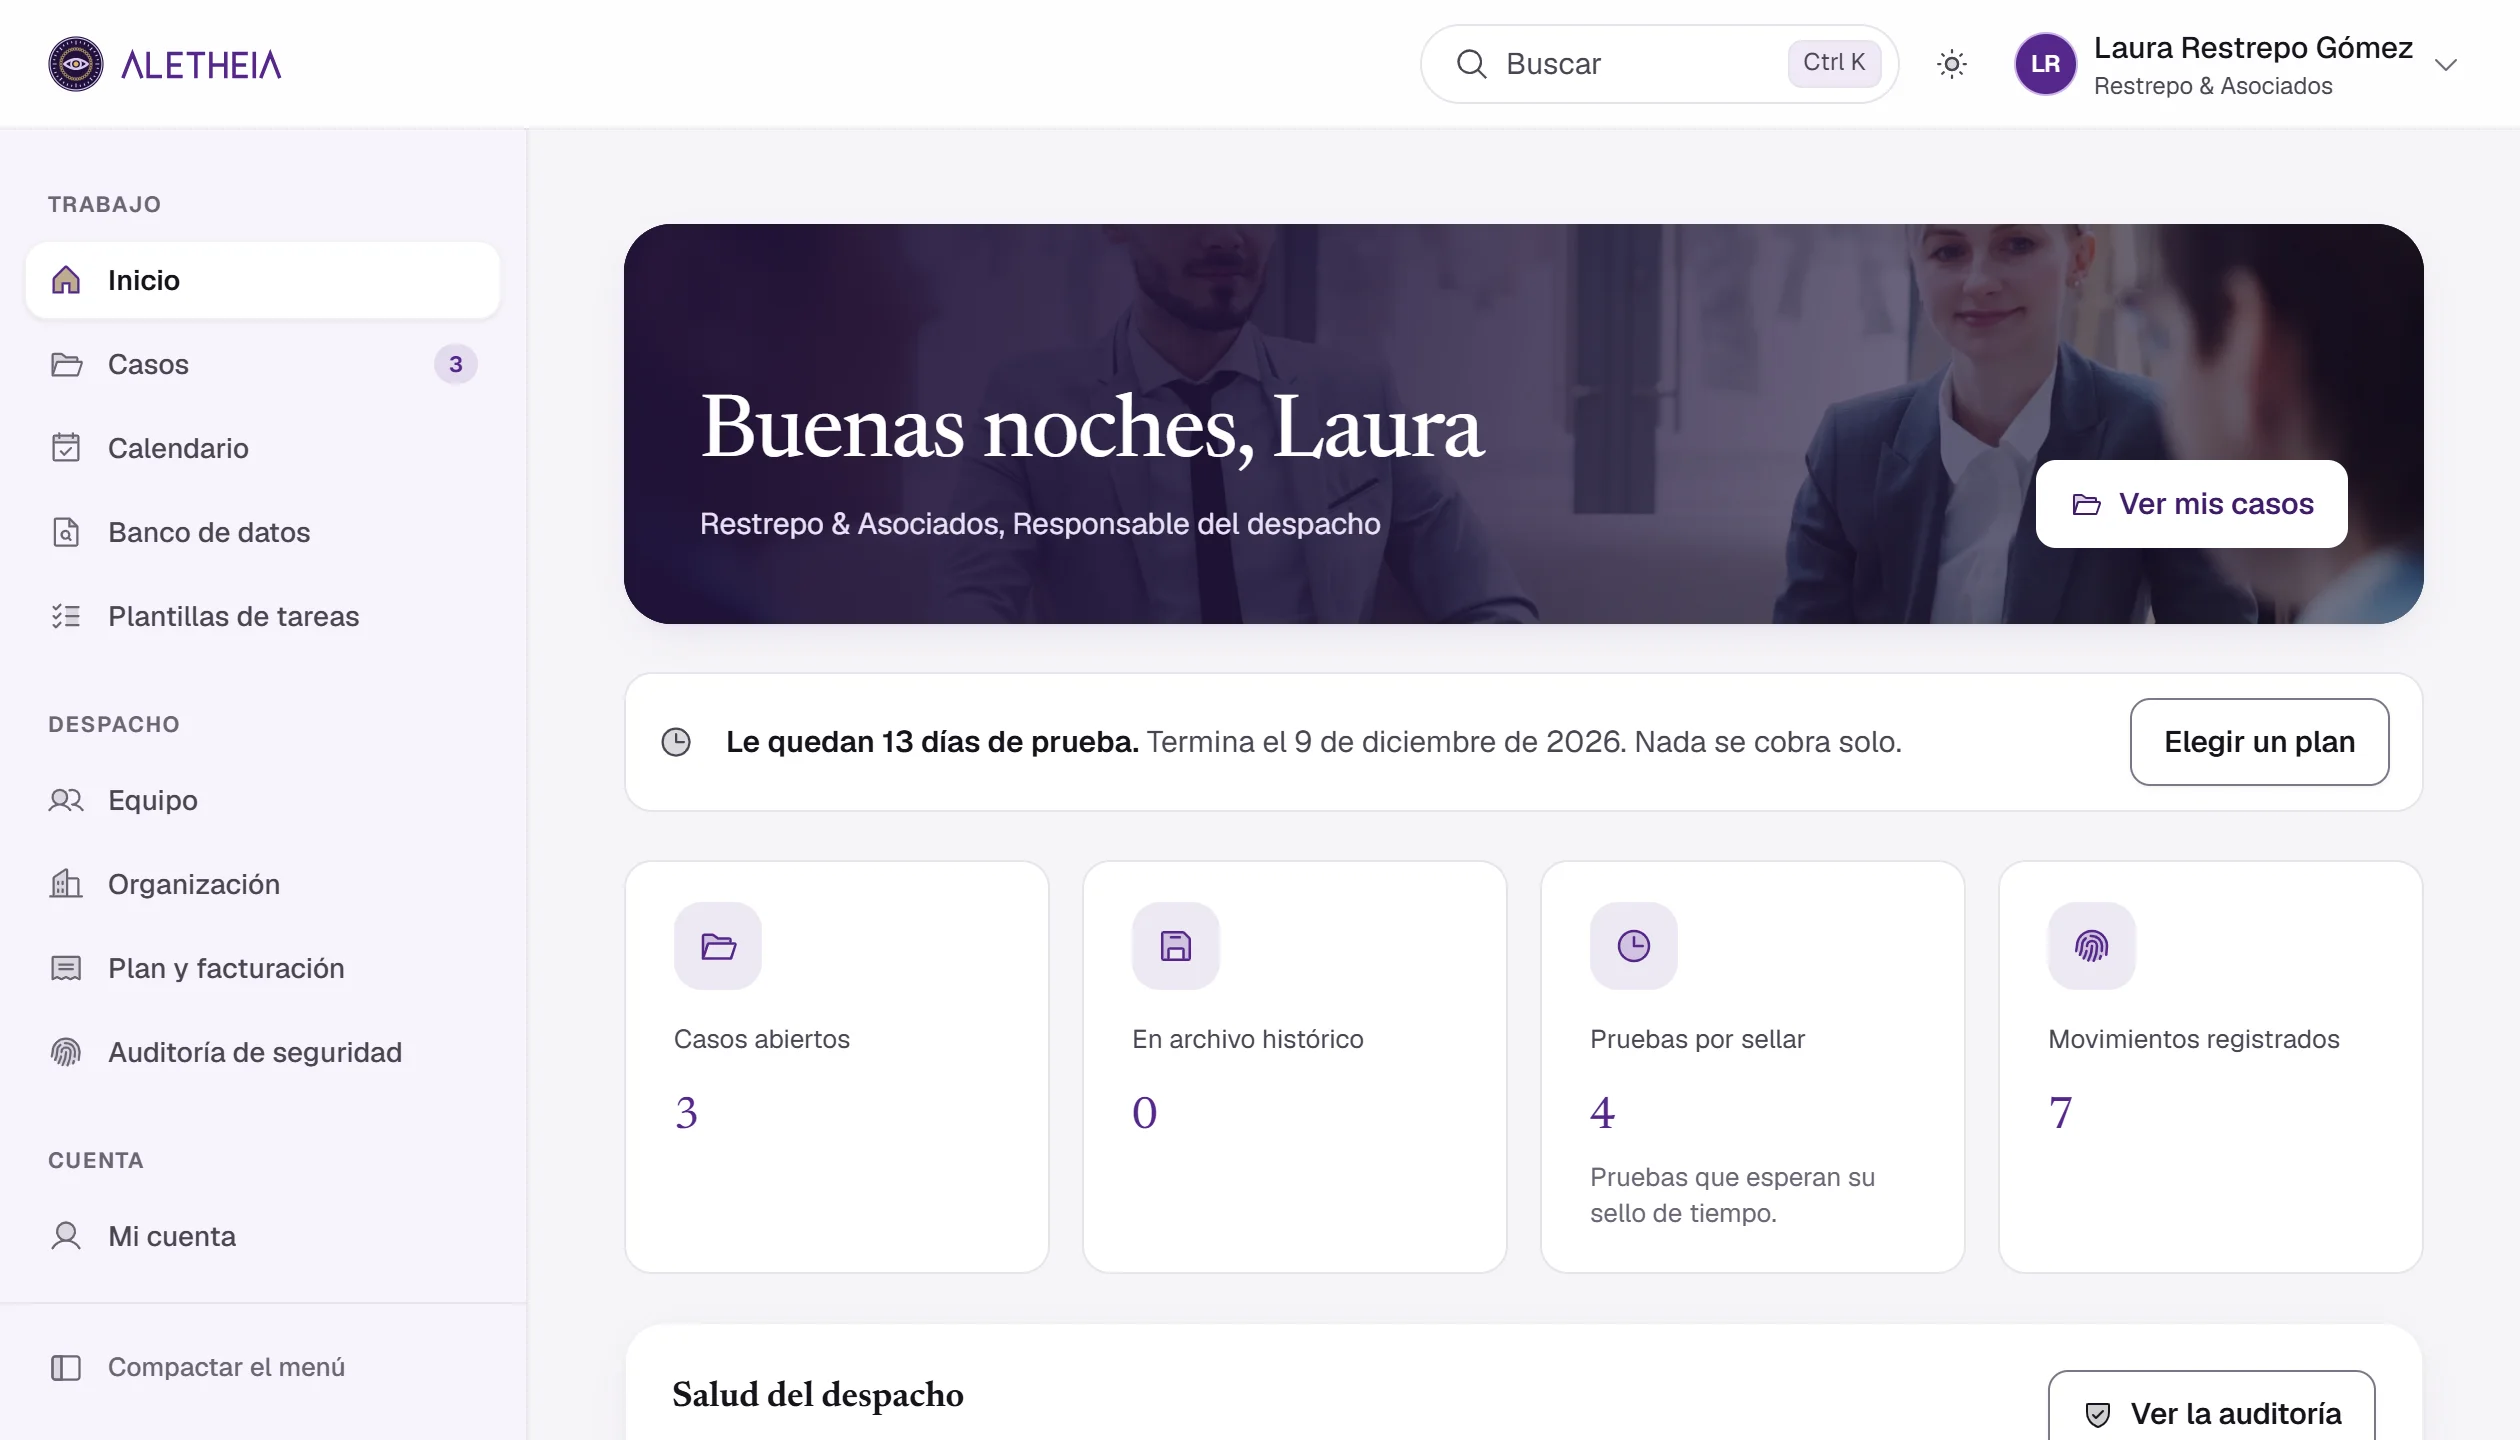 ALETHEIA
Buscar
Ctrl K
LR
Laura Restrepo Gómez
Restrepo & Asociados
TRABAJO
Inicio
Casos
3
Calendario
Banco de datos
Plantillas de tareas
DESPACHO
Equipo
Organización
Plan y facturación
Auditoría de seguridad
CUENTA
Mi cuenta
Compactar el menú
Buenas noches, Laura
Restrepo & Asociados, Responsable del despacho
Ver mis casos
Le quedan 13 días de prueba. Termina el 9 de diciembre de 2026. Nada se cobra solo.
Elegir un plan
Casos abiertos
3
En archivo histórico
0
Pruebas por sellar
4
Pruebas que esperan su
sello de tiempo.
Movimientos registrados
7
Salud del despacho
Ver la auditoría